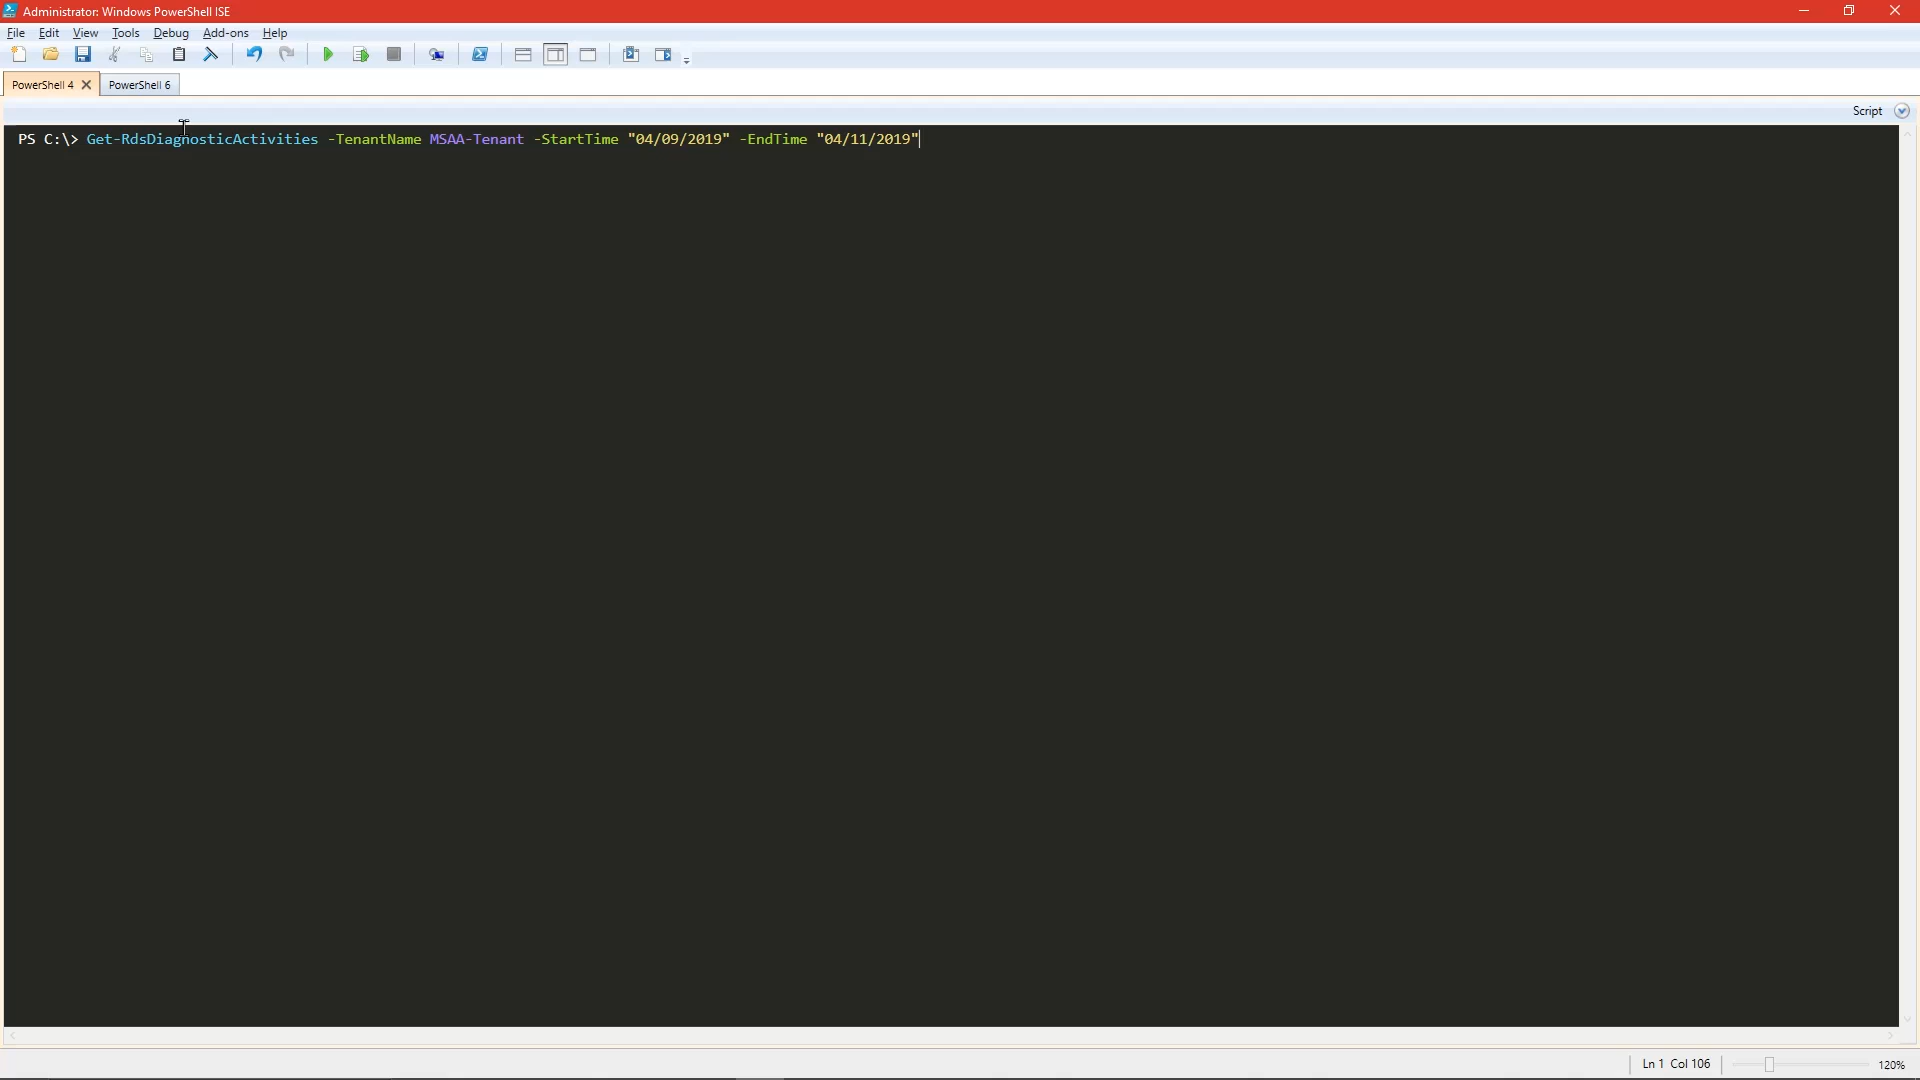 Administrator: Windows PowerShell ISE
File Edit View Tools Debug Add-ons Help
PowerShell 4 PowerShell 6
Script
PS C:\> Get-RdsDiagnosticActivities -TenantName MSAA-Tenant -StartTime "04/09/2019" -EndTime "04/11/2019"
Ln 1 Col 106 120%